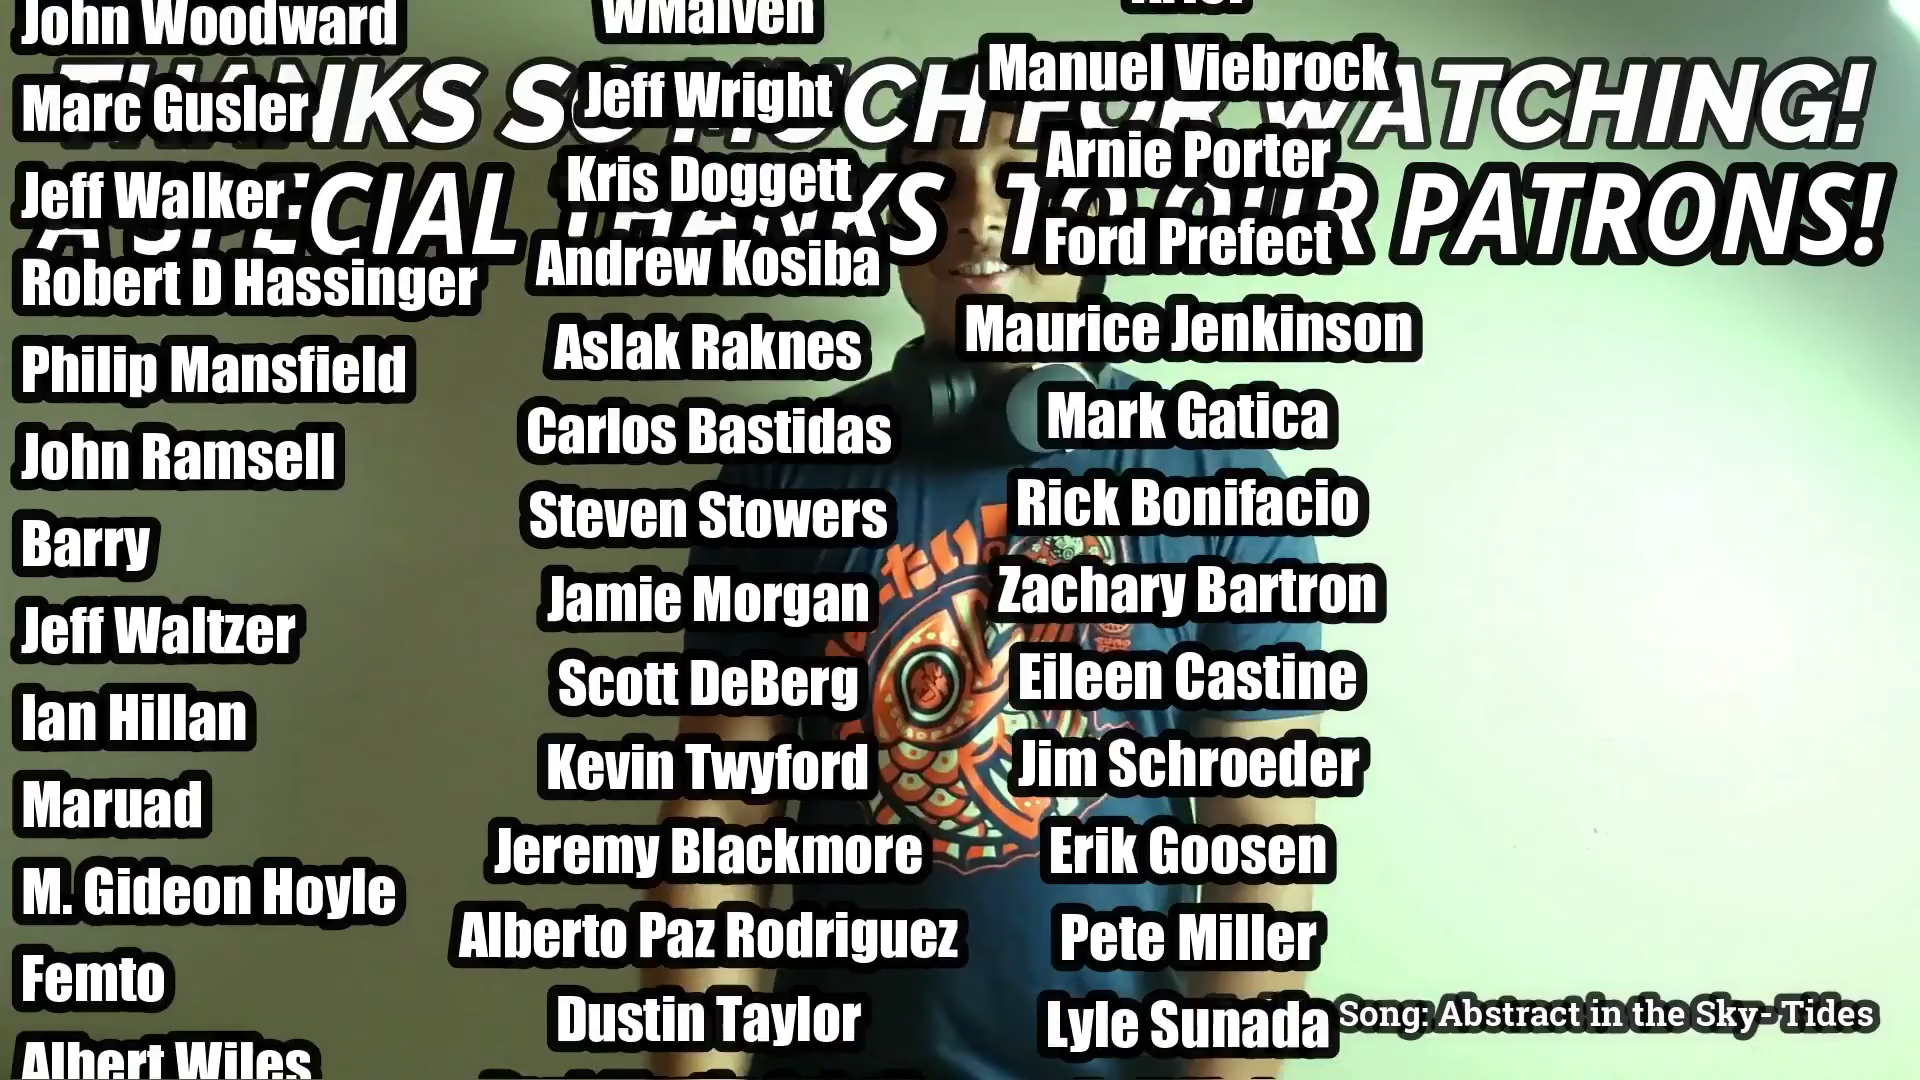 THANKS SO MUCH FOR WATCHING!
A SPECIAL THANKS TO OUR PATRONS!
John Woodward
Marc Gusler
Jeff Walker
Robert D Hassinger
Philip Mansfield
John Ramsell
Barry
Jeff Waltzer
Ian Hillan
Maruad
M. Gideon Hoyle
Femto
Albert Wiles
WMalven
Jeff Wright
Kris Doggett
Andrew Kosiba
Aslak Raknes
Carlos Bastidas
Steven Stowers
Jamie Morgan
Scott DeBerg
Kevin Twyford
Jeremy Blackmore
Alberto Paz Rodriguez
Dustin Taylor
Manuel Viebrock
Arnie Porter
Ford Prefect
Maurice Jenkinson
Mark Gatica
Rick Bonifacio
Zachary Bartron
Eileen Castine
Jim Schroeder
Erik Goosen
Pete Miller
Lyle Sunada
Song: Abstract in the Sky- Tides